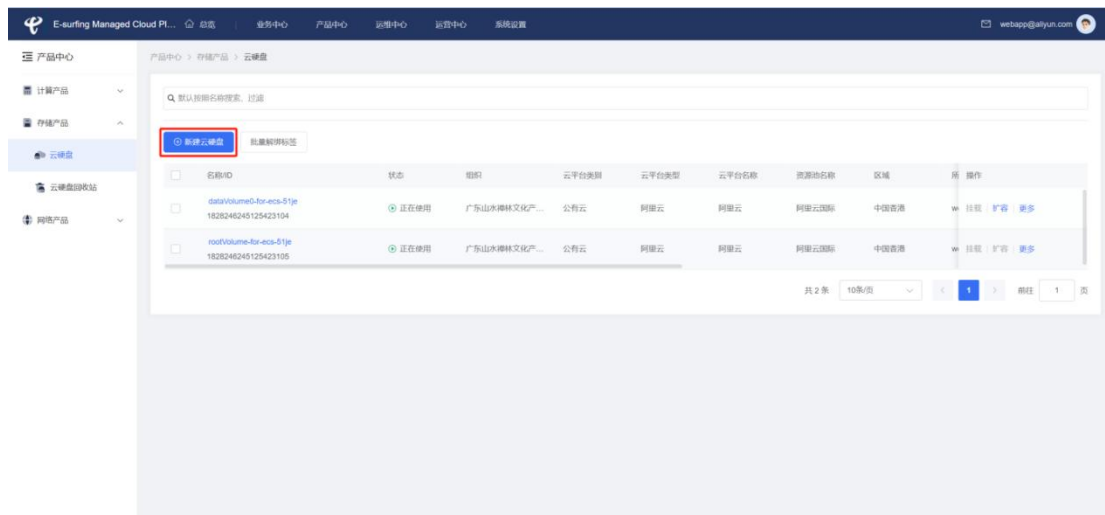 E-surfing Managed Cloud Pl... 总览 业务中心 产品中心 运维中心 运营中心 系统设置 webapp@aliyun.com
产品中心 产品中心 > 存储产品 > 云硬盘
计算产品
默认按照名称搜索、过滤
存储产品
新建云硬盘 批量解绑标签
云硬盘
名称/ID 状态 组织 云平台类别 云平台类型 云平台名称 资源池名称 区域 所 操作
云硬盘回收站
dataVolume0-for-ecs-51je 正在使用 广东山水禅林文化产... 公有云 阿里云 阿里云 阿里云国际 中国香港 w 挂载 扩容 更多
1828246245125423104
网络产品
rootVolume-for-ecs-51je 正在使用 广东山水禅林文化产... 公有云 阿里云 阿里云 阿里云国际 中国香港 w 挂载 扩容 更多
1828246245125423105
共 2 条 10条/页 < 1 > 前往 1 页